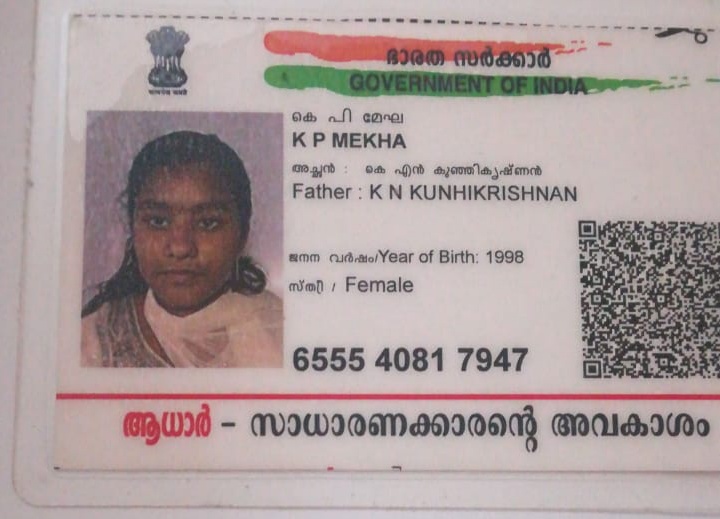 ഭാരത സർക്കാർ
GOVERNMENT OF INDIA
കെ പി മേഘ
K P MEKHA
അച്ഛൻ : കെ എൻ കുഞ്ഞികൃഷ്ണൻ
Father : K N KUNHIKRISHNAN
ജനന വർഷം/Year of Birth: 1998
സ്ത്രീ / Female
6555 4081 7947
ആധാർ - സാധാരണക്കാരന്റെ അവകാശം